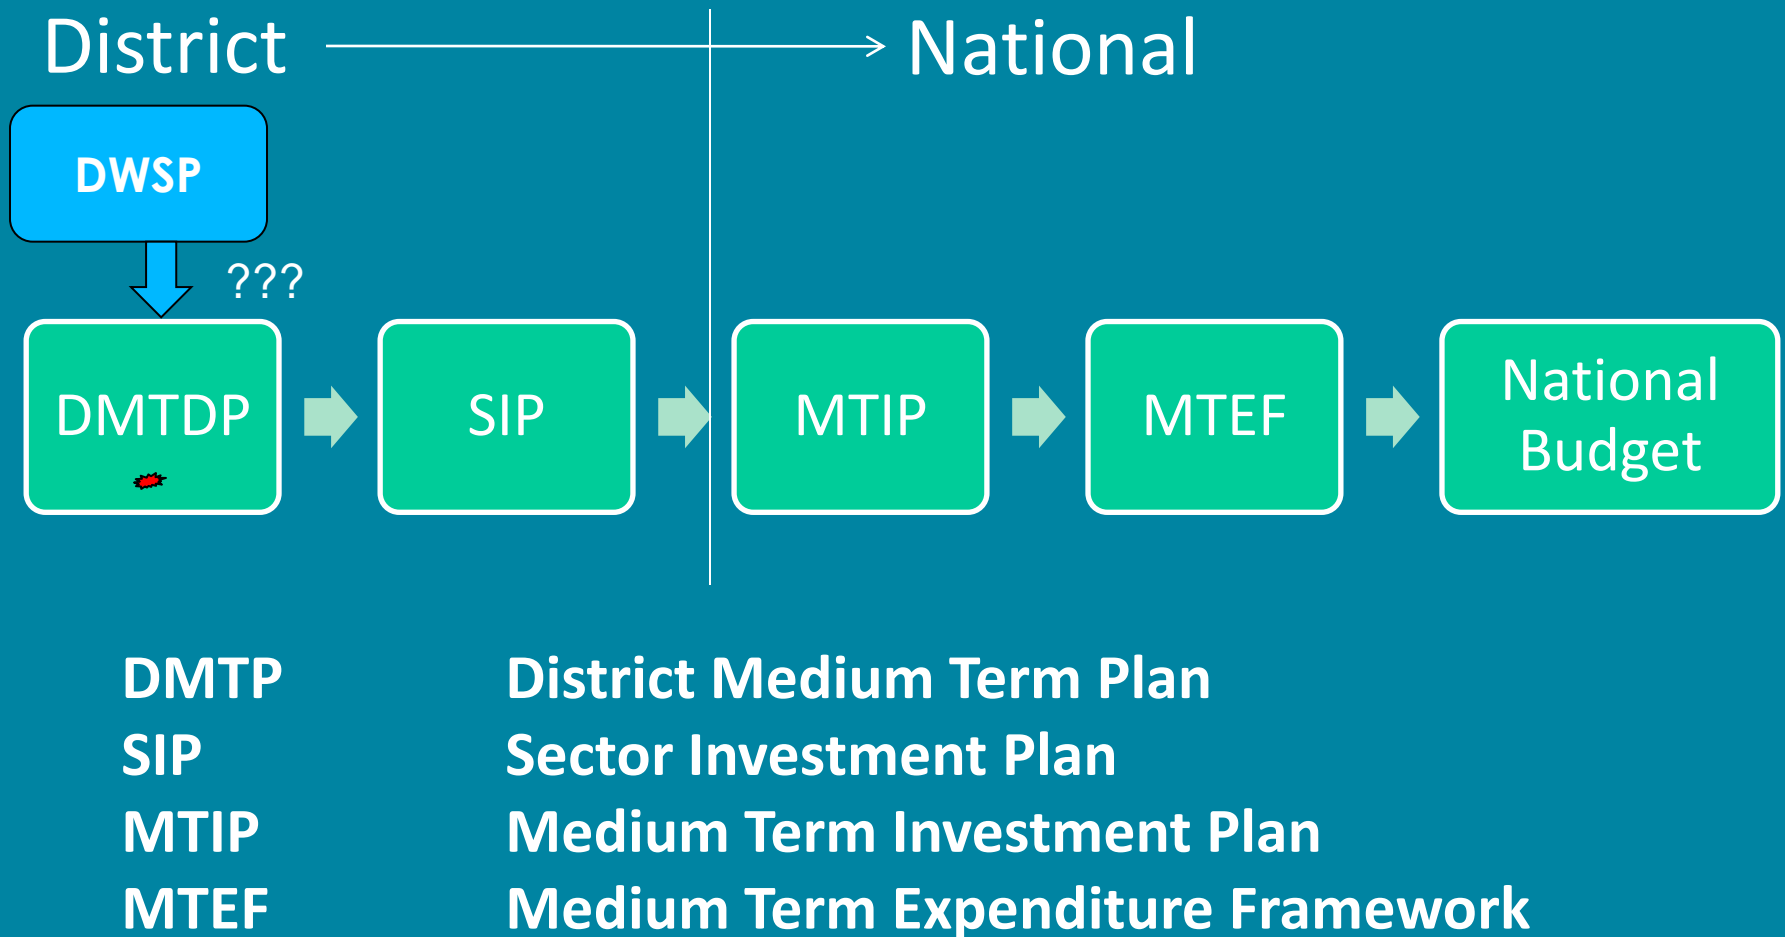 District
National
DWSP
???
DMTDP
SIP
MTIP
MTEF
National
Budget
DMTP District Medium Term Plan
SIP Sector Investment Plan
MTIP Medium Term Investment Plan
MTEF Medium Term Expenditure Framework